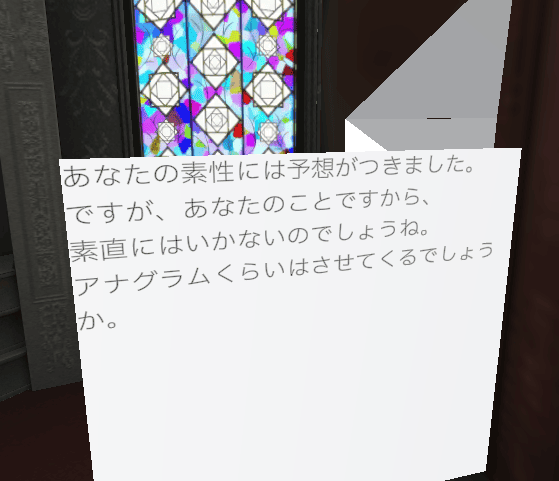 あなたの素性には予想がつきました。
ですが、あなたのことですから、
素直にはいかないのでしょうね。
アナグラムくらいはさせてくるでしょう
か。